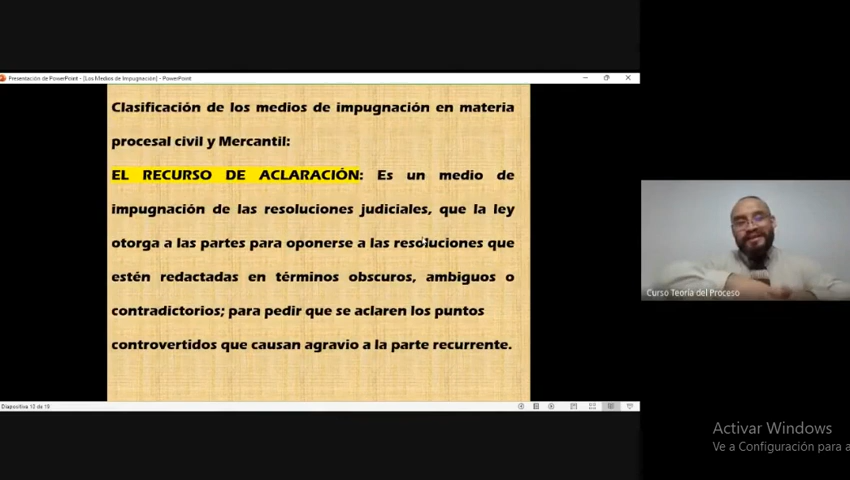 Presentación de PowerPoint - [Los Medios de Impugnación] - PowerPoint
Clasificación de los medios de impugnación en materia
procesal civil y Mercantil:
EL RECURSO DE ACLARACIÓN: Es un medio de
impugnación de las resoluciones judiciales, que la ley
otorga a las partes para oponerse a las resoluciones que
estén redactadas en términos obscuros, ambiguos o
contradictorios; para pedir que se aclaren los puntos
controvertidos que causan agravio a la parte recurrente.
Curso Teoría del Proceso
Diapositiva 10 de 19
Activar Windows
Ve a Configuración para a